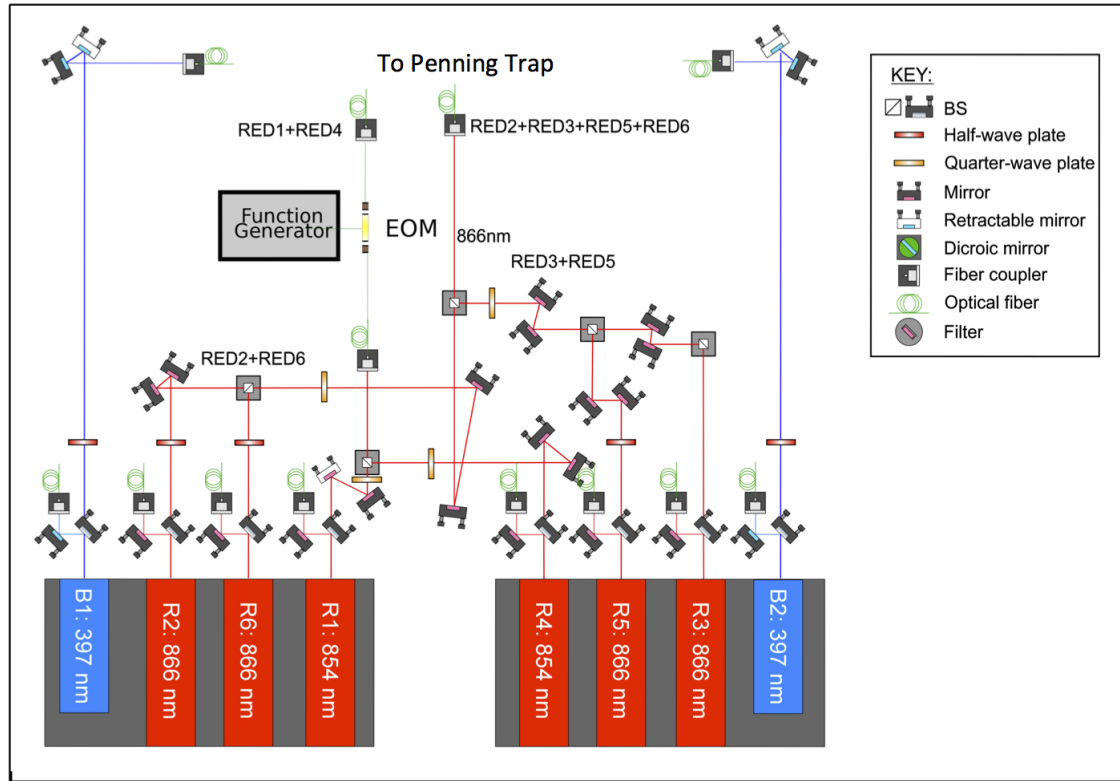 To Penning Trap
RED1+RED4
RED2+RED3+RED5+RED6
Function
Generator
EOM
866nm
RED3+RED5
RED2+RED6
KEY:
BS
Half-wave plate
Quarter-wave plate
Mirror
Retractable mirror
Dicroic mirror
Fiber coupler
Optical fiber
Filter
B1: 397 nm
R2: 866 nm
R6: 866 nm
R1: 854 nm
R4: 854 nm
R5: 866 nm
R3: 866 nm
B2: 397 nm